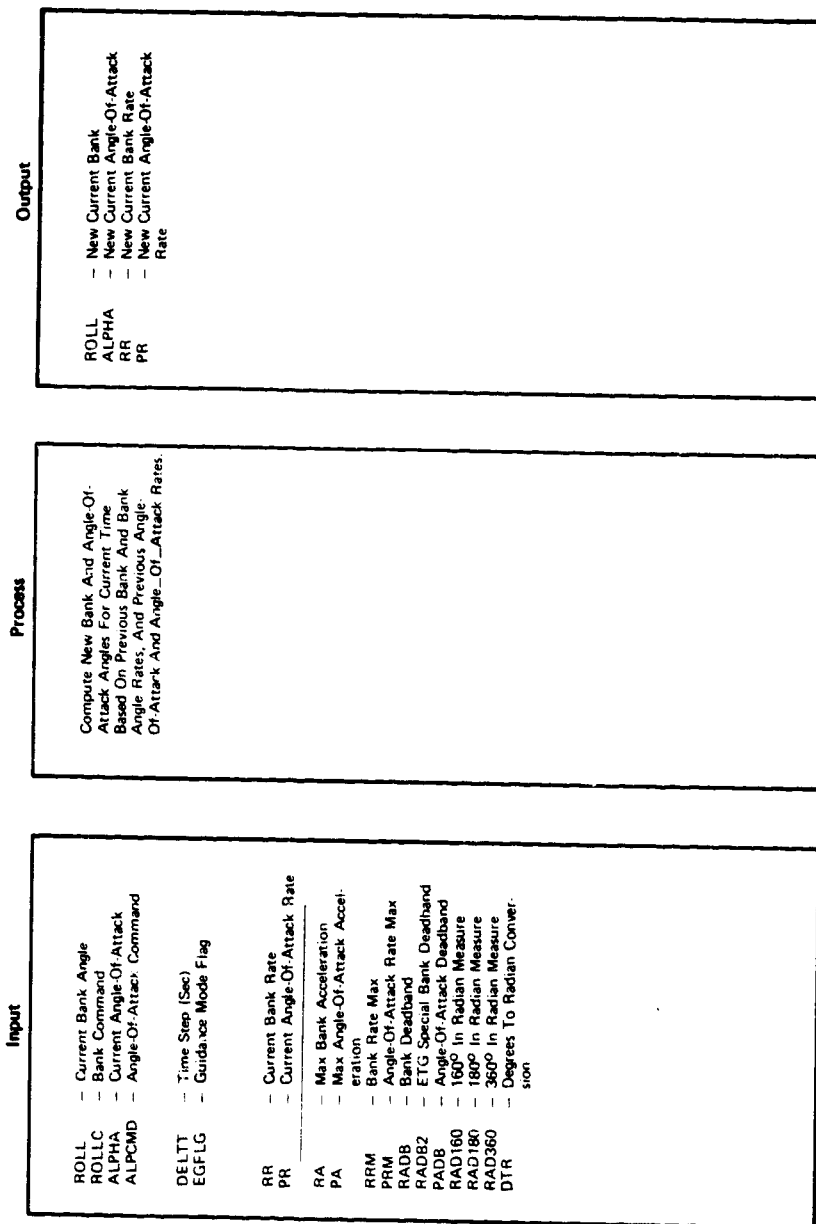 Input
ROLL – Current Bank Angle
ROLLC – Bank Command
ALPHA – Current Angle-Of-Attack
ALPCMD – Angle-Of-Attack Command
DELTT – Time Step (Sec)
EGFLG – Guidance Mode Flag
RR – Current Bank Rate
PR – Current Angle-Of-Attack Rate
RA – Max Bank Acceleration
PA – Max Angle-Of-Attack Accel-
eration
RRM – Bank Rate Max
PRM – Angle-Of-Attack Rate Max
RADB – Bank Deadband
RADB2 – ETG Special Bank Deadband
PADB – Angle-Of-Attack Deadband
RAD160 – 160º In Radian Measure
RAD180 – 180º In Radian Measure
RAD360 – 360º In Radian Measure
DTR – Degrees To Radian Conver-
sion
Process
Compute New Bank And Angle-Of-
Attack Angles For Current Time
Based On Previous Bank And Bank
Angle Rates, And Previous Angle-
Of-Attack And Angle_Of_Attack Rates.
Output
ROLL – New Current Bank
ALPHA – New Current Angle-Of-Attack
RR – New Current Bank Rate
PR – New Current Angle-Of-Attack
Rate